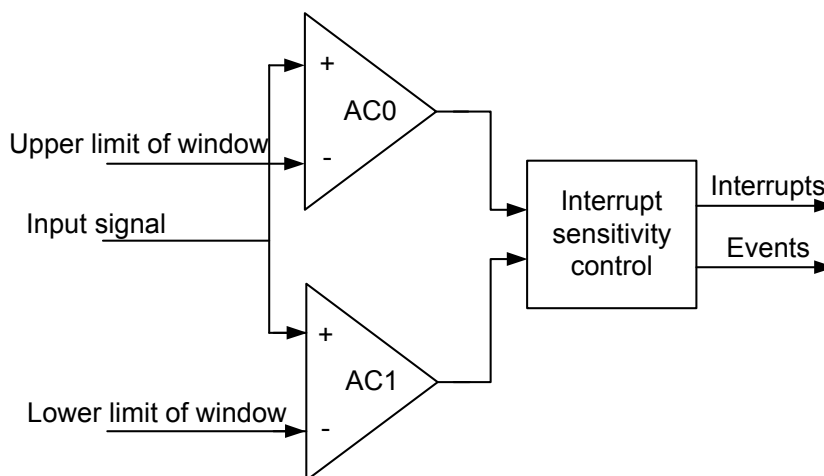 +
AC0
Upper limit of window
-
Input signal
Interrupt
sensitivity
control
Interrupts
Events
+
AC1
Lower limit of window
-